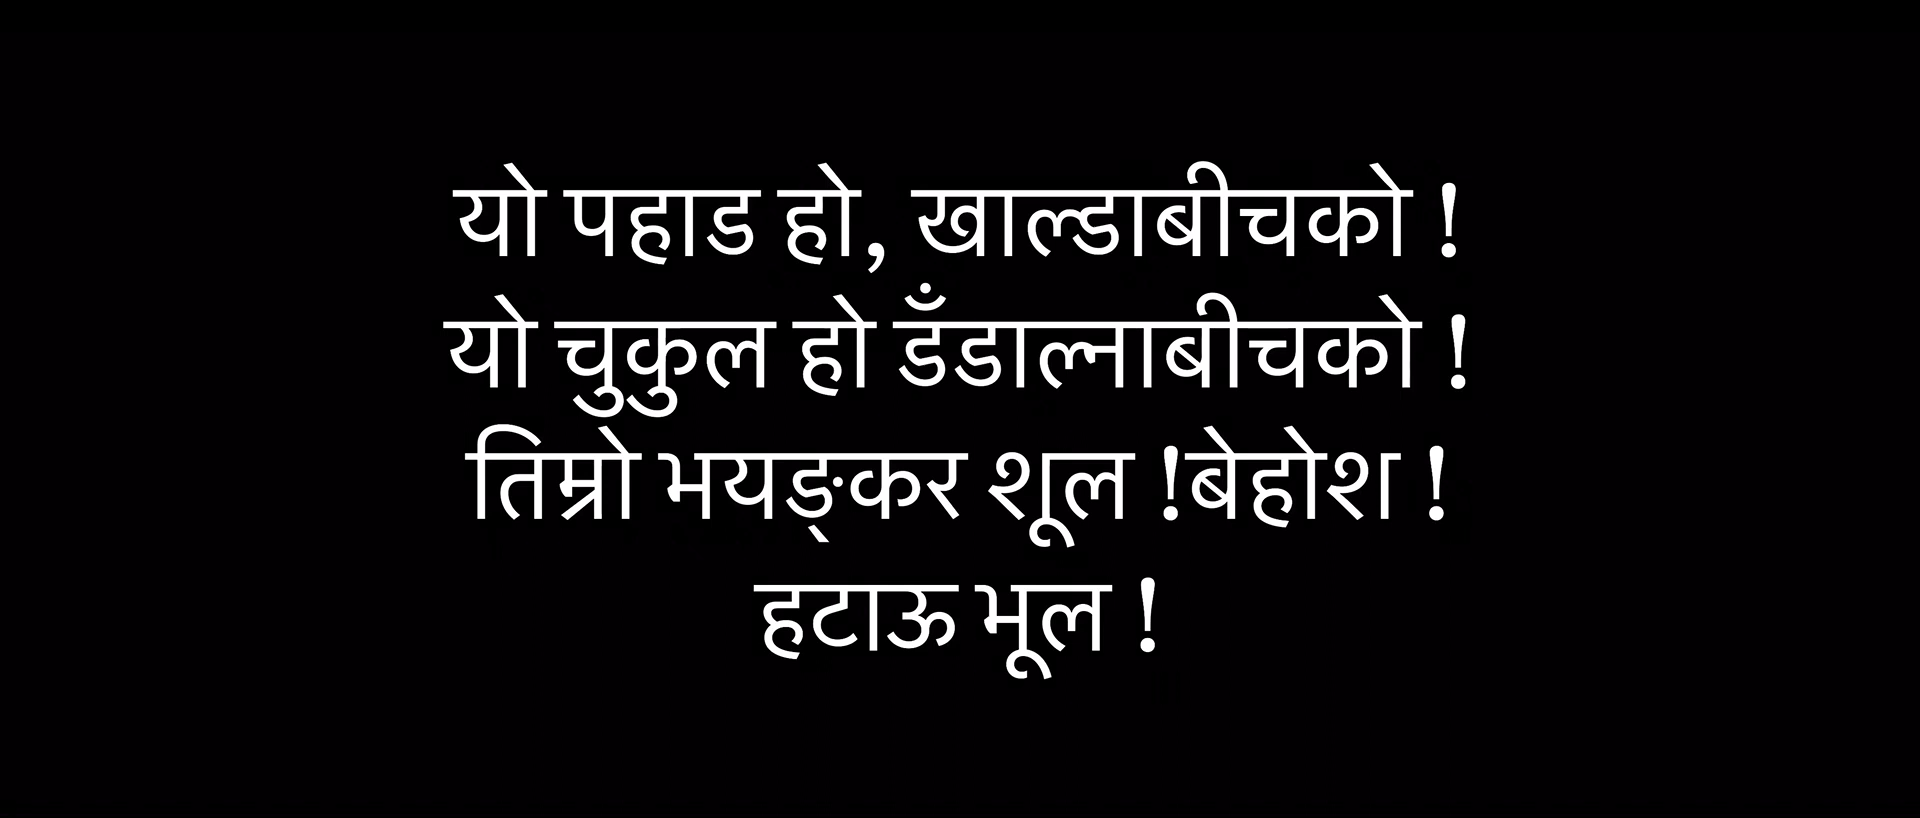 यो पहाड हो, खाल्डाबीचको !
यो चुकुल हो डँडाल्नाबीचको !
तिम्रो भयङ्कर शूल !बेहोश !
हटाऊ भूल !